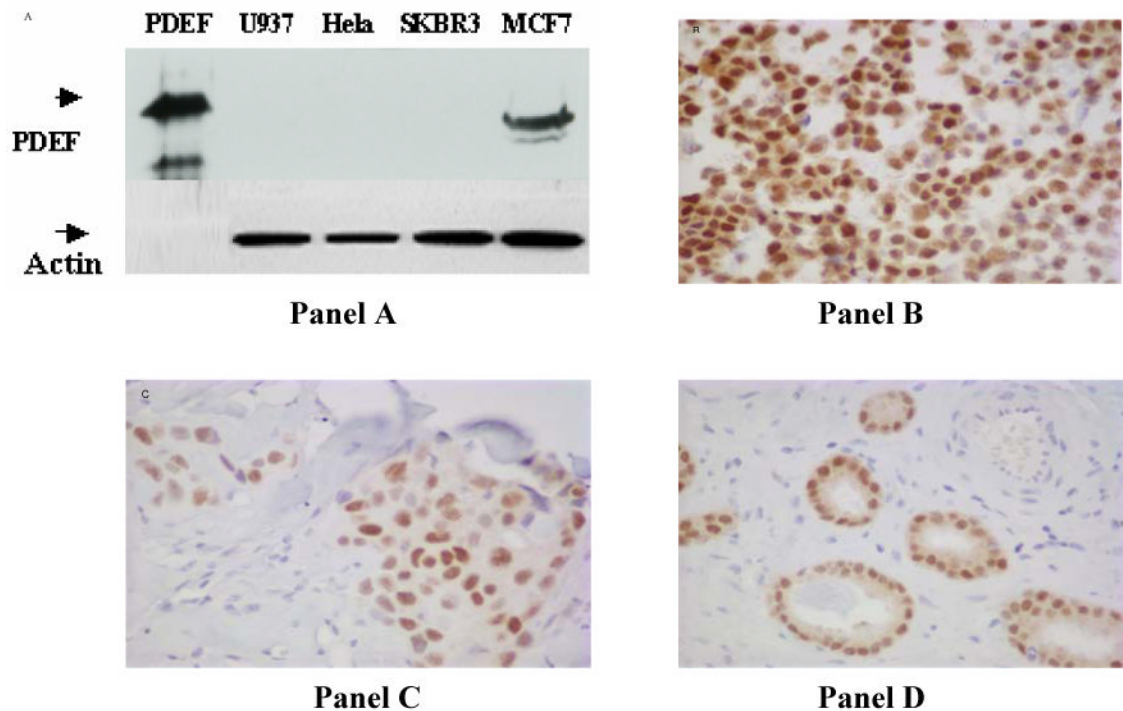 A
PDEF U937 Hela SKBR3 MCF7
PDEF
Actin
Panel A
B
Panel B
C
Panel C
Panel D